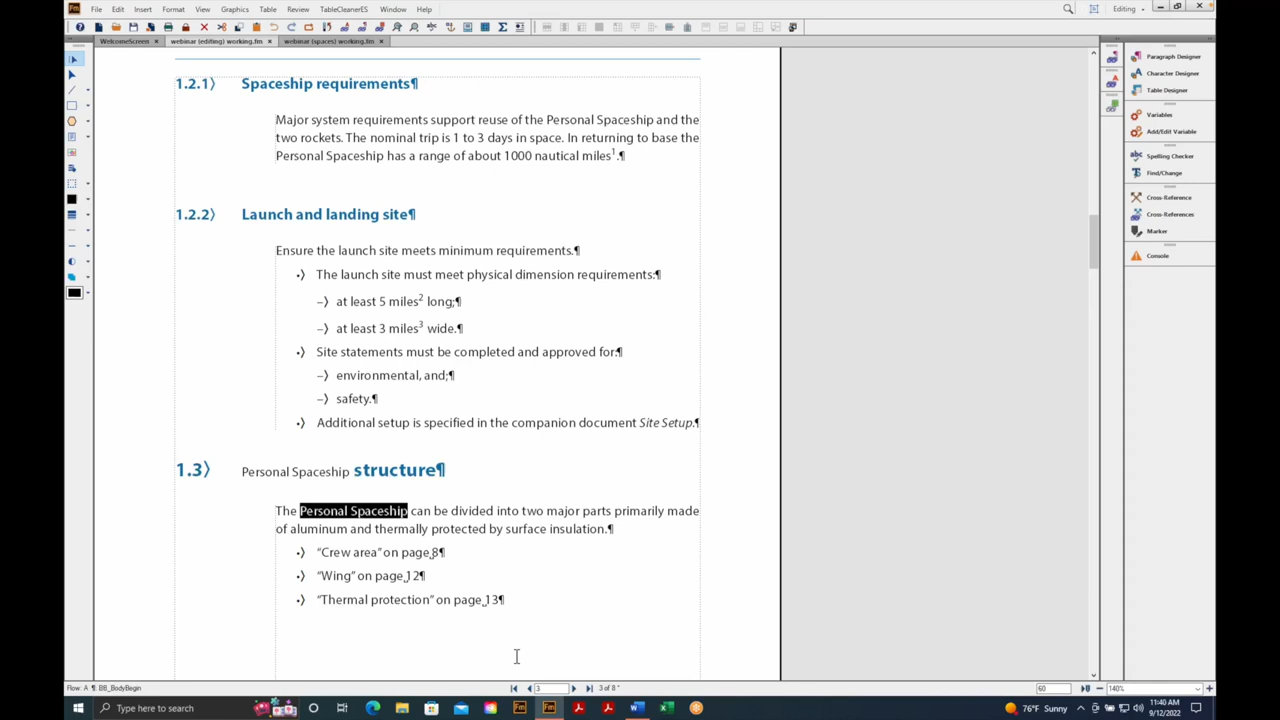 File Edit Insert Format View Graphics Table Review TableCleanerES Window Help
Editing
WelcomeScreen × webinar (editing) working.fm × webinar (spaces) working.fm ×
1.2.1⟩ Spaceship requirements¶
Major system requirements support reuse of the Personal Spaceship and the
two rockets. The nominal trip is 1 to 3 days in space. In returning to base the
Personal Spaceship has a range of about 1000 nautical miles¹.¶
1.2.2⟩ Launch and landing site¶
Ensure the launch site meets minimum requirements.¶
•⟩ The launch site must meet physical dimension requirements:¶
–⟩ at least 5 miles² long;¶
–⟩ at least 3 miles³ wide.¶
•⟩ Site statements must be completed and approved for:¶
–⟩ environmental, and;¶
–⟩ safety.¶
•⟩ Additional setup is specified in the companion document Site Setup.¶
1.3⟩ Personal Spaceship structure¶
The Personal Spaceship can be divided into two major parts primarily made
of aluminum and thermally protected by surface insulation.¶
•⟩ “Crew area” on page 8¶
•⟩ “Wing” on page 12¶
•⟩ “Thermal protection” on page 13¶
Paragraph Designer
Character Designer
Table Designer
Variables
Add/Edit Variable
Spelling Checker
Find/Change
Cross-Reference
Cross-References
Marker
Console
Flow: A ¶: BB_BodyBegin 3 3 of 8 * 60 140%
Type here to search 76°F Sunny 11:40 AM
9/12/2022